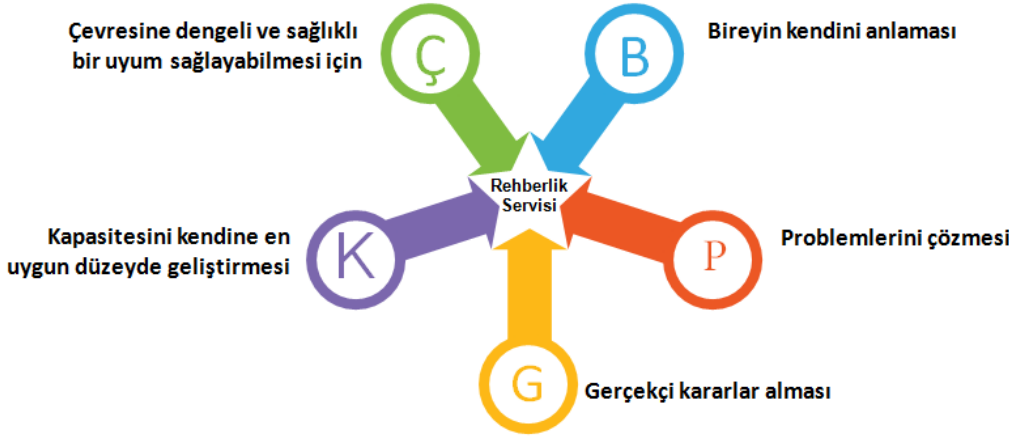 Çevresine dengeli ve sağlıklı
bir uyum sağlayabilmesi için
Ç
B
Bireyin kendini anlaması
Rehberlik
Servisi
Kapasitesini kendine en
uygun düzeyde geliştirmesi
K
P
Problemlerini çözmesi
G
Gerçekçi kararlar alması